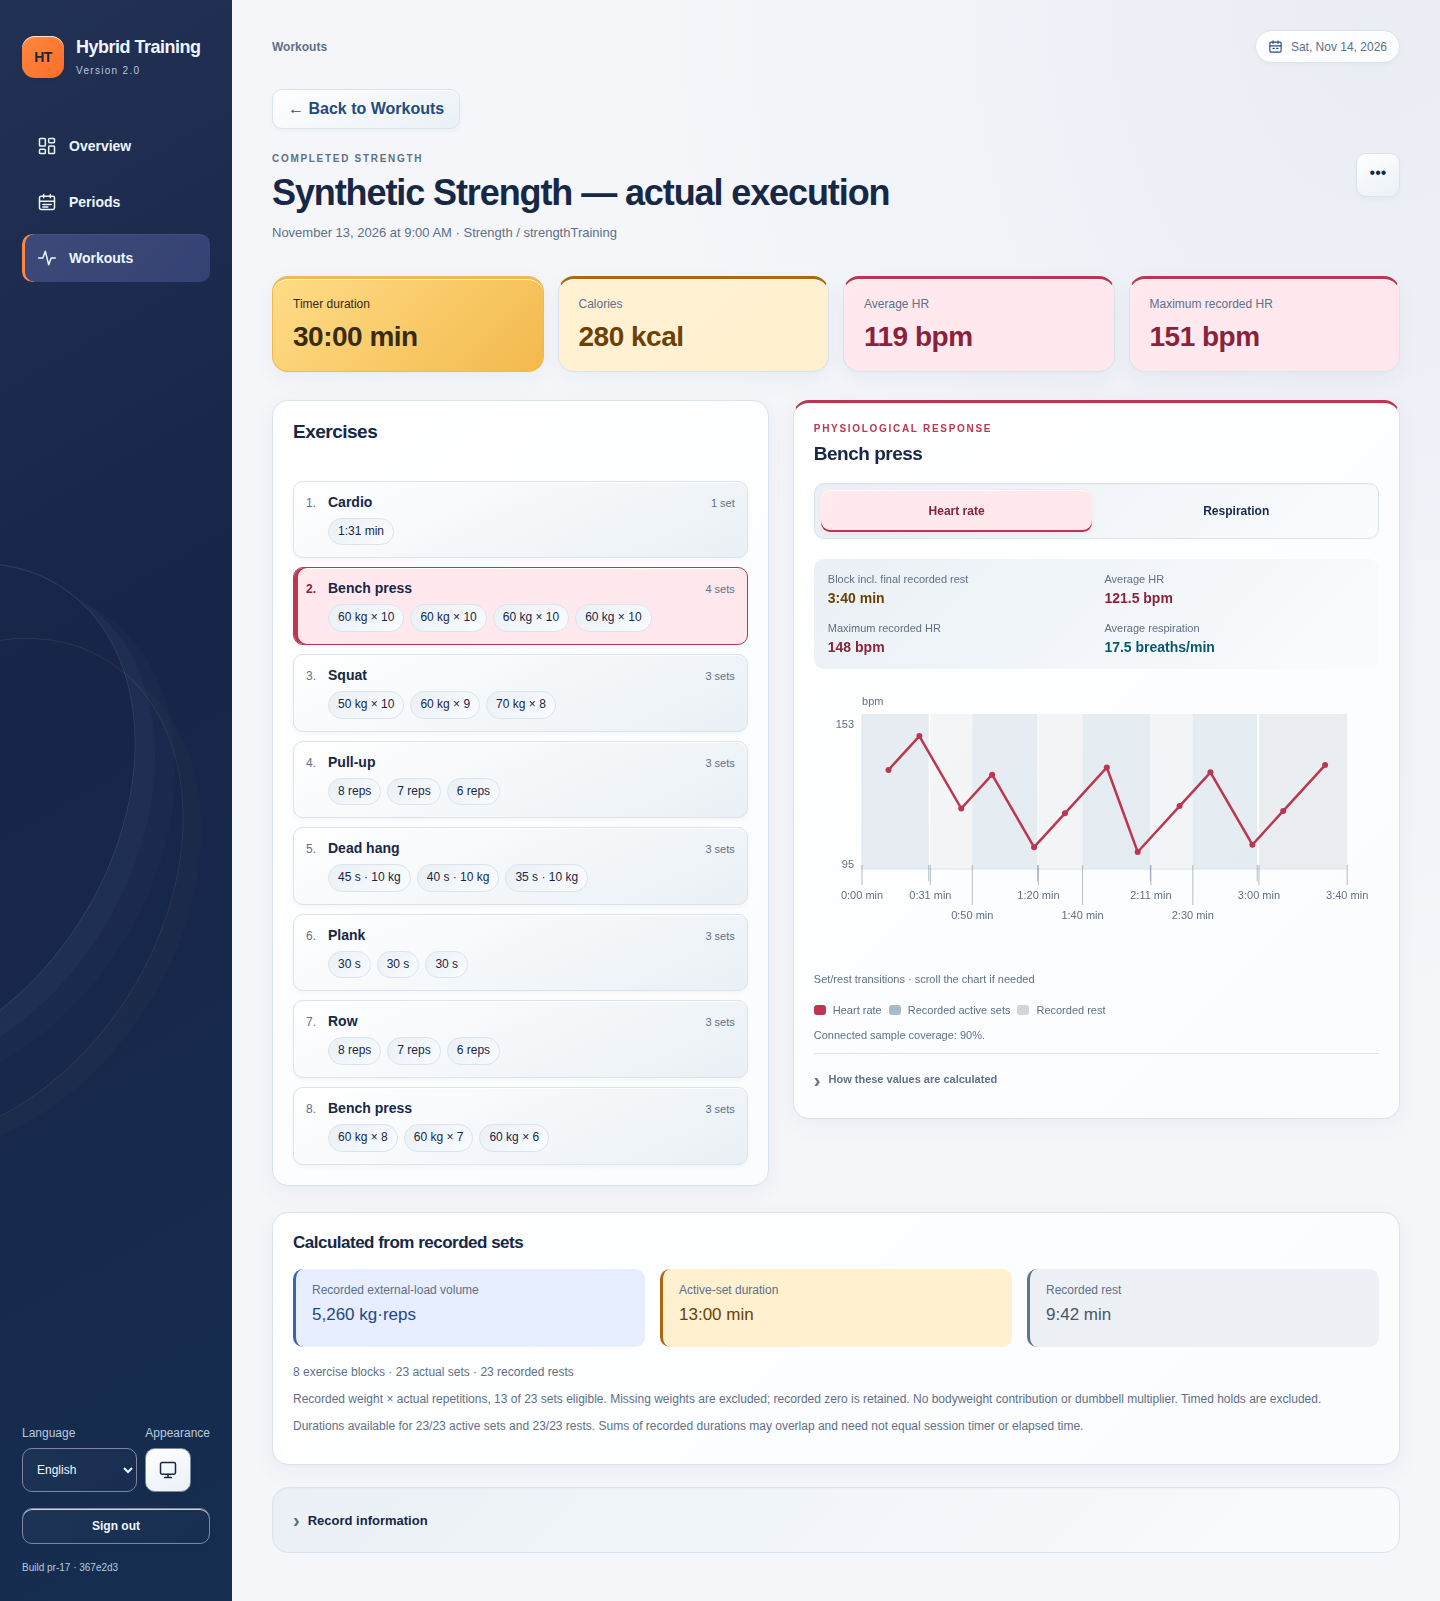 HT
Hybrid Training
Version 2.0
Overview
Periods
Workouts
Language
Appearance
English
Sign out
Build pr-17 · 367e2d3
Workouts
Sat, Nov 14, 2026
← Back to Workouts
COMPLETED STRENGTH
Synthetic Strength — actual execution
•••
November 13, 2026 at 9:00 AM · Strength / strengthTraining
Timer duration
30:00 min
Calories
280 kcal
Average HR
119 bpm
Maximum recorded HR
151 bpm
Exercises
1. Cardio 1 set
1:31 min
2. Bench press 4 sets
60 kg × 10 60 kg × 10 60 kg × 10 60 kg × 10
3. Squat 3 sets
50 kg × 10 60 kg × 9 70 kg × 8
4. Pull-up 3 sets
8 reps 7 reps 6 reps
5. Dead hang 3 sets
45 s · 10 kg 40 s · 10 kg 35 s · 10 kg
6. Plank 3 sets
30 s 30 s 30 s
7. Row 3 sets
8 reps 7 reps 6 reps
8. Bench press 3 sets
60 kg × 8 60 kg × 7 60 kg × 6
PHYSIOLOGICAL RESPONSE
Bench press
Heart rate Respiration
Block incl. final recorded rest
3:40 min
Average HR
121.5 bpm
Maximum recorded HR
148 bpm
Average respiration
17.5 breaths/min
bpm
153
95
0:00 min 0:31 min 1:20 min 2:11 min 3:00 min 3:40 min
0:50 min 1:40 min 2:30 min
Set/rest transitions · scroll the chart if needed
Heart rate Recorded active sets Recorded rest
Connected sample coverage: 90%.
› How these values are calculated
Calculated from recorded sets
Recorded external-load volume
5,260 kg·reps
Active-set duration
13:00 min
Recorded rest
9:42 min
8 exercise blocks · 23 actual sets · 23 recorded rests
Recorded weight × actual repetitions, 13 of 23 sets eligible. Missing weights are excluded; recorded zero is retained. No bodyweight contribution or dumbbell multiplier. Timed holds are excluded.
Durations available for 23/23 active sets and 23/23 rests. Sums of recorded durations may overlap and need not equal session timer or elapsed time.
› Record information